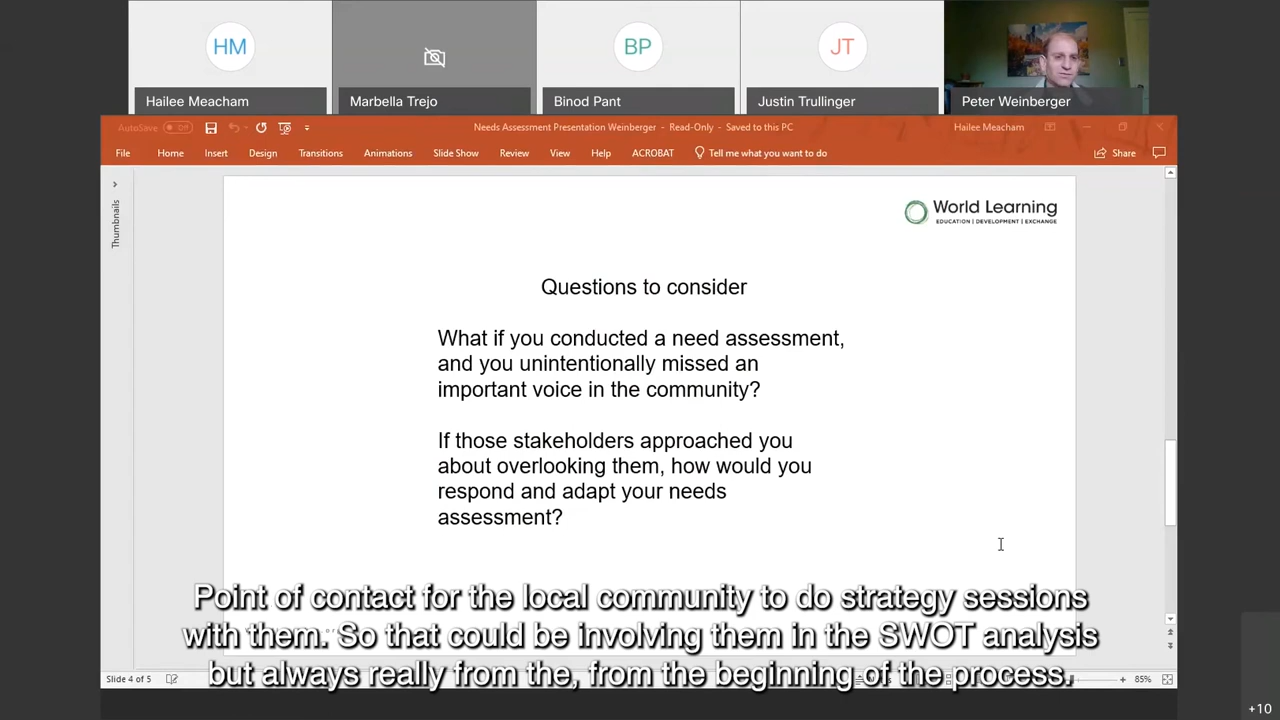 HM
BP
JT
Hailee Meacham
Marbella Trejo
Binod Pant
Justin Trullinger
Peter Weinberger
AutoSave Off
Needs Assessment Presentation Weinberger - Read-Only - Saved to this PC
Hailee Meacham
File Home Insert Design Transitions Animations Slide Show Review View Help ACROBAT Tell me what you want to do Share
Thumbnails
World Learning
EDUCATION | DEVELOPMENT | EXCHANGE
Questions to consider
What if you conducted a need assessment,
and you unintentionally missed an
important voice in the community?
If those stakeholders approached you
about overlooking them, how would you
respond and adapt your needs
assessment?
Point of contact for the local community to do strategy sessions
with them. So that could be involving them in the SWOT analysis
but always really from the, from the beginning of the process.
Slide 4 of 5
85%
+10